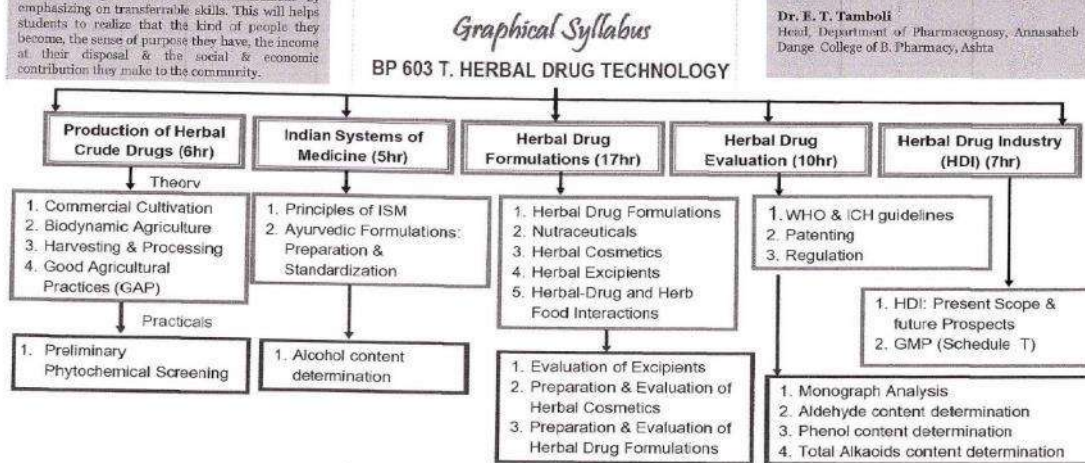 emphasizing on transferrable skills. This will helps
students to realize that the kind of people they
become, the sense of purpose they have, the income
at their disposal & the social & economic
contribution they make to the community.
Graphical Syllabus
BP 603 T. HERBAL DRUG TECHNOLOGY
Dr. E. T. Tamboli
Head, Department of Pharmacognosy, Annasaheb
Dange College of B. Pharmacy, Ashta
Production of Herbal
Crude Drugs (6hr)
Theory
1. Commercial Cultivation
2. Biodynamic Agriculture
3. Harvesting & Processing
4. Good Agricultural
Practices (GAP)
Practicals
1. Preliminary
Phytochemical Screening
Indian Systems of
Medicine (5hr)
1. Principles of ISM
2. Ayurvedic Formulations:
Preparation &
Standardization
1. Alcohol content
determination
Herbal Drug
Formulations (17hr)
1. Herbal Drug Formulations
2. Nutraceuticals
3. Herbal Cosmetics
4. Herbal Excipients
5. Herbal-Drug and Herb
Food Interactions
1. Evaluation of Excipients
2. Preparation & Evaluation of
Herbal Cosmetics
3. Preparation & Evaluation of
Herbal Drug Formulations
Herbal Drug
Evaluation (10hr)
1. WHO & ICH guidelines
2. Patenting
3. Regulation
1. Monograph Analysis
2. Aldehyde content determination
3. Phenol content determination
4. Total Alkaoids content determination
Herbal Drug Industry
(HDI) (7hr)
1. HDI: Present Scope &
future Prospects
2. GMP (Schedule T)